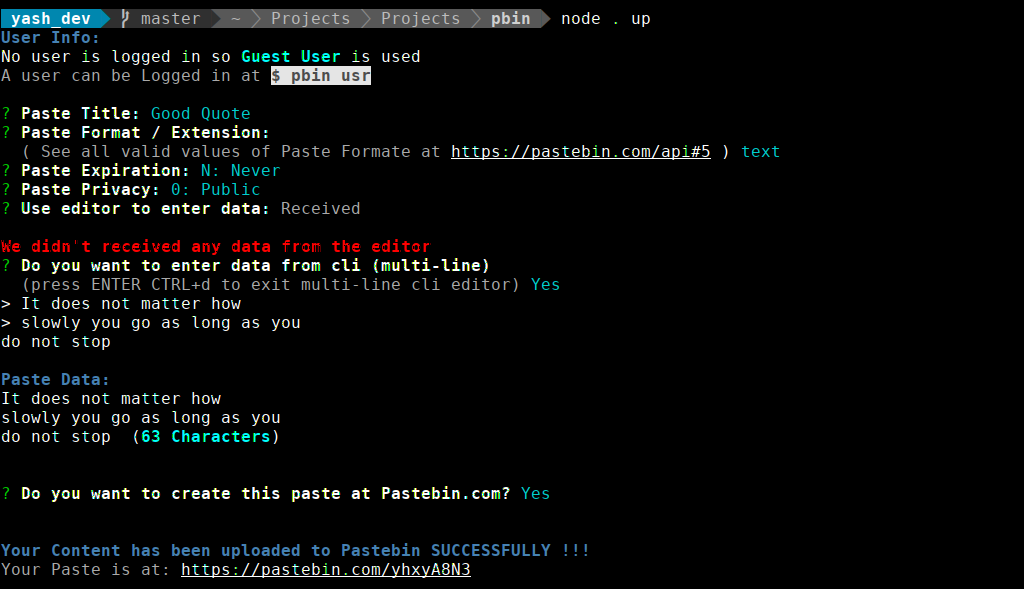 yash_dev master ~ Projects Projects pbin node . up
User Info:
No user is logged in so Guest User is used
A user can be Logged in at $ pbin usr
? Paste Title: Good Quote
? Paste Format / Extension:
( See all valid values of Paste Formate at https://pastebin.com/api#5 ) text
? Paste Expiration: N: Never
? Paste Privacy: 0: Public
? Use editor to enter data: Received
We didn't received any data from the editor
? Do you want to enter data from cli (multi-line)
(press ENTER CTRL+d to exit multi-line cli editor) Yes
> It does not matter how
> slowly you go as long as you
do not stop
Paste Data:
It does not matter how
slowly you go as long as you
do not stop  (63 Characters)
? Do you want to create this paste at Pastebin.com? Yes
Your Content has been uploaded to Pastebin SUCCESSFULLY !!!
Your Paste is at: https://pastebin.com/yhxyA8N3